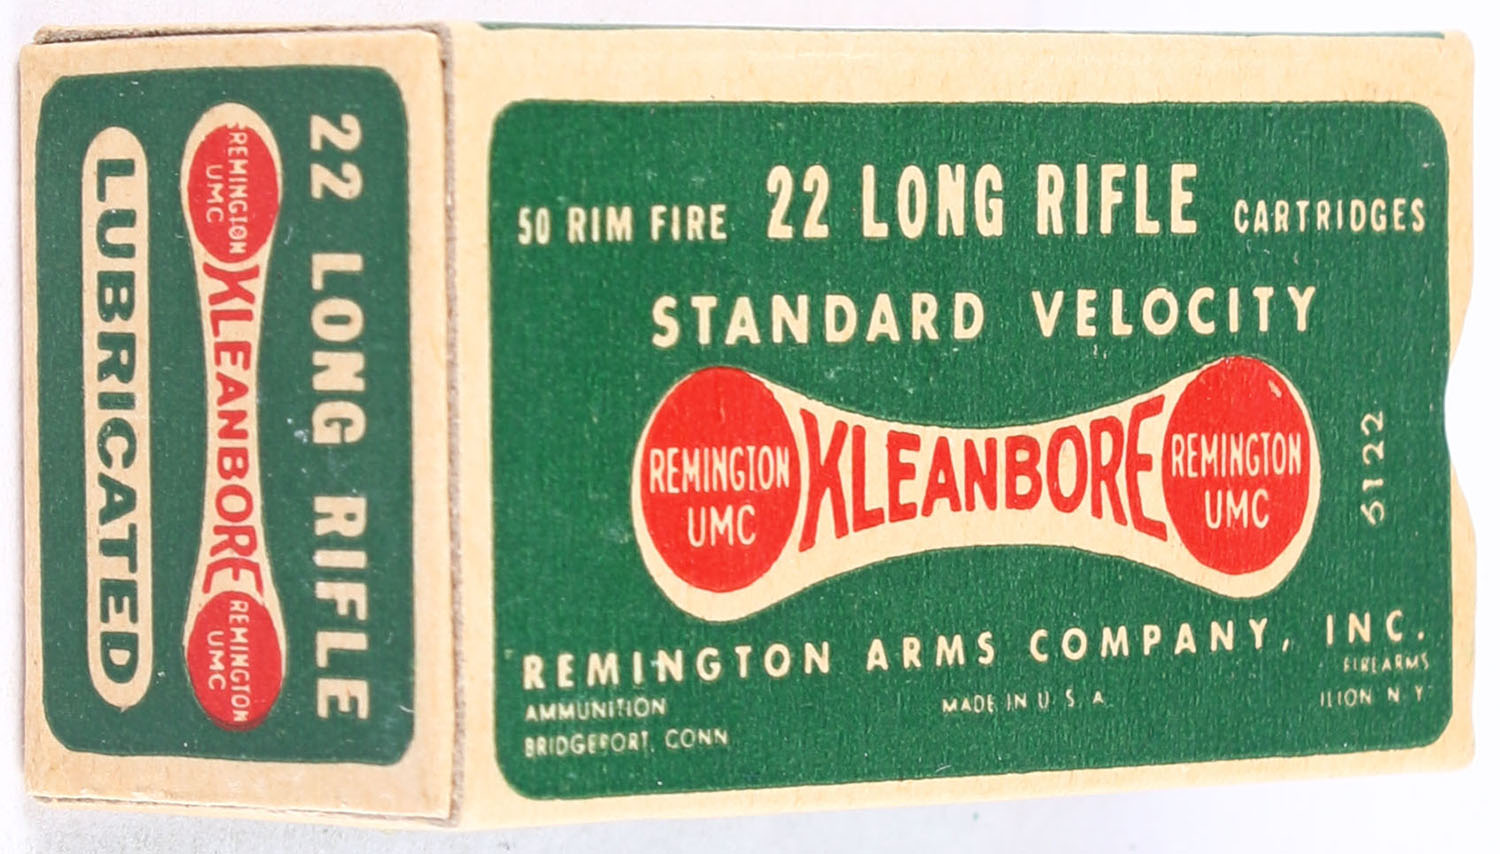 22 LONG RIFLE
REMINGTON
UMC
KLEANBORE
REMINGTON
UMC
LUBRICATED
50 RIM FIRE 22 LONG RIFLE CARTRIDGES
STANDARD VELOCITY
REMINGTON
UMC
KLEANBORE
REMINGTON
UMC
6122
REMINGTON ARMS COMPANY, INC.
AMMUNITION
BRIDGEPORT, CONN
MADE IN U S A
FIREARMS
ILION N Y